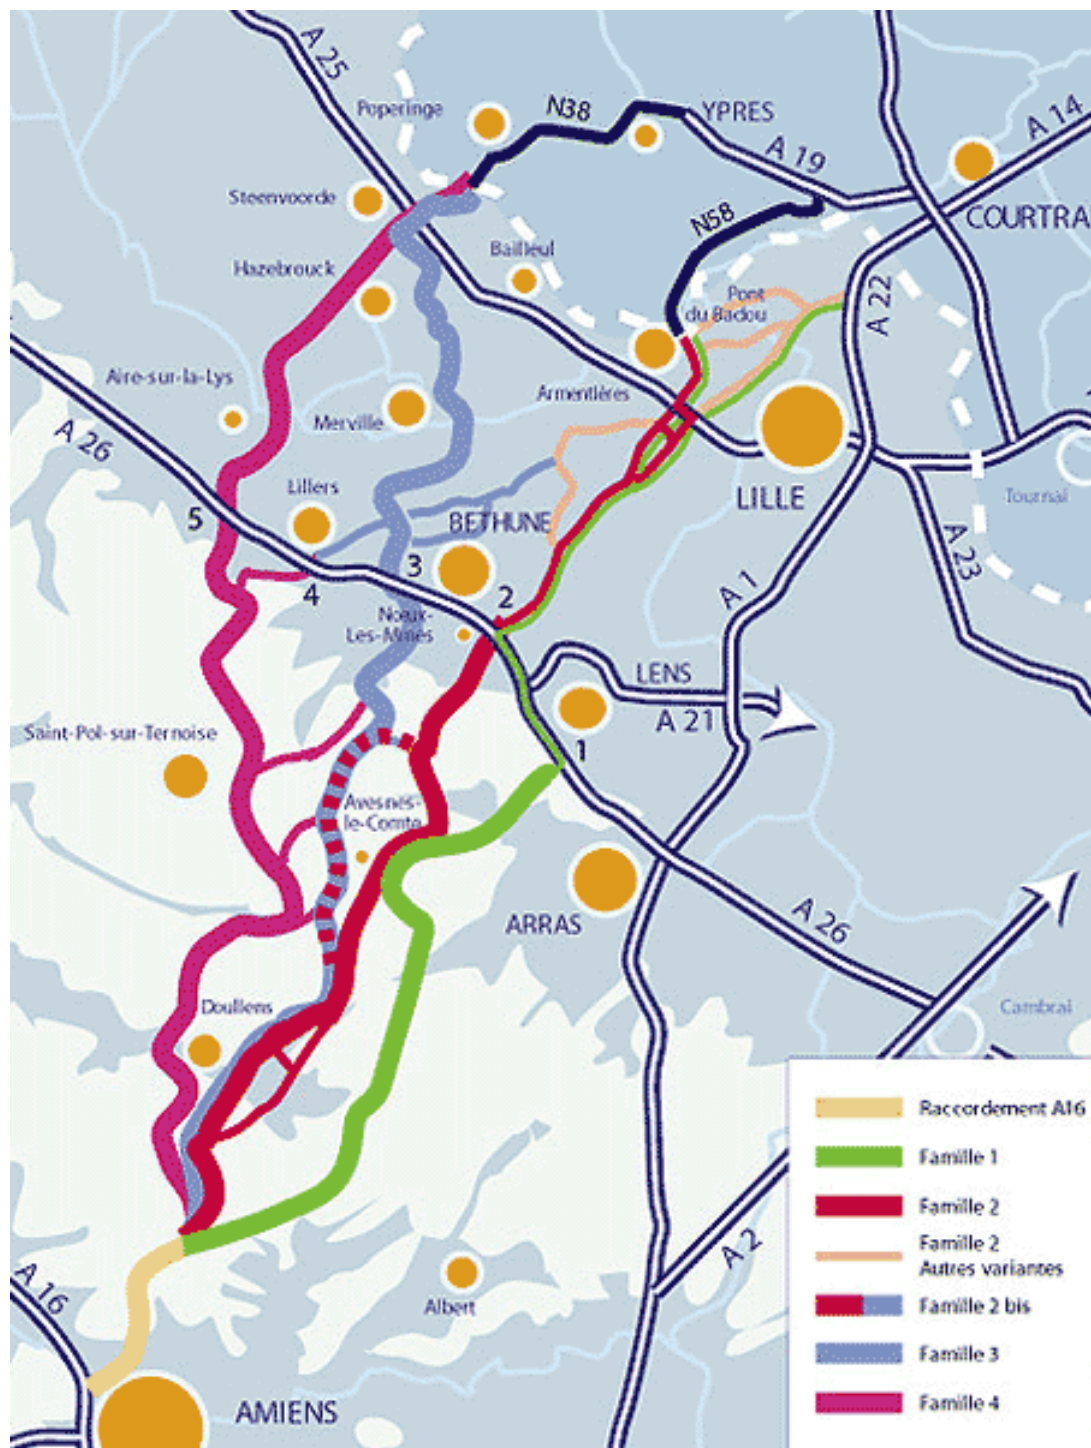 A 25
Poperinge
N38
YPRES
A 19
A 14
Steenvoorde
N58
COURTRA
Bailleul
Hazebrouck
Pont
du Badou
A 22
Aire-sur-la-Lys
Armentières
A 26
Merville
Lillers
LILLE
Tournai
5
BETHUNE
A 23
3
4
2
A 1
Nœux-
Les-Mines
LENS
A 21
Saint-Pol-sur-Ternoise
1
Avesnes-
le-Comte
ARRAS
A 26
Doullens
Cambrai
Raccordement A16
Famille 1
Famille 2
Famille 2
Autres variantes
Famille 2 bis
Famille 3
Famille 4
A 2
A 16
Albert
AMIENS